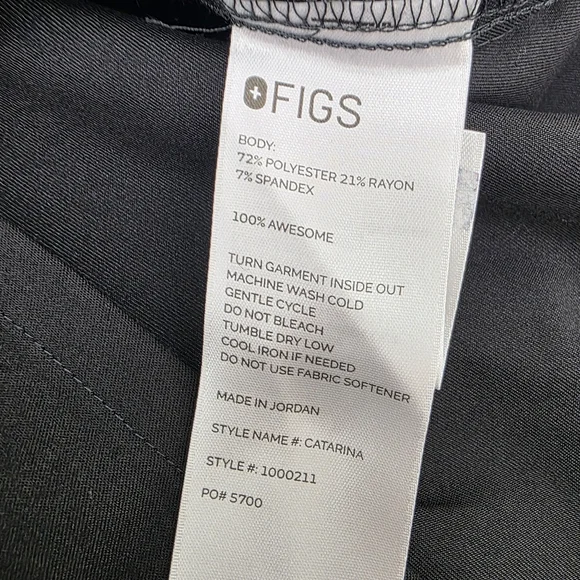 FIGS
BODY:
72% POLYESTER 21% RAYON
7% SPANDEX
100% AWESOME
TURN GARMENT INSIDE OUT
MACHINE WASH COLD
GENTLE CYCLE
DO NOT BLEACH
TUMBLE DRY LOW
COOL IRON IF NEEDED
DO NOT USE FABRIC SOFTENER
MADE IN JORDAN
STYLE NAME #: CATARINA
STYLE #: 1000211
PO# 5700